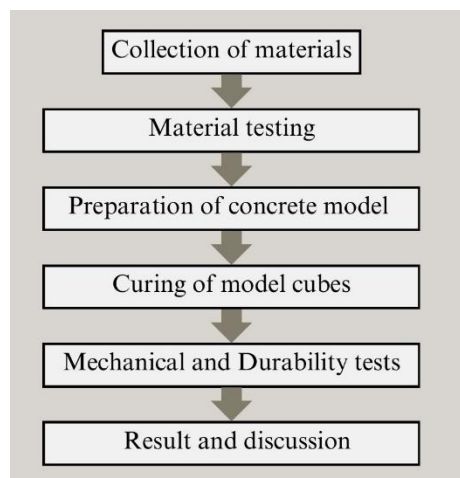 Collection of materials
Material testing
Preparation of concrete model
Curing of model cubes
Mechanical and Durability tests
Result and discussion